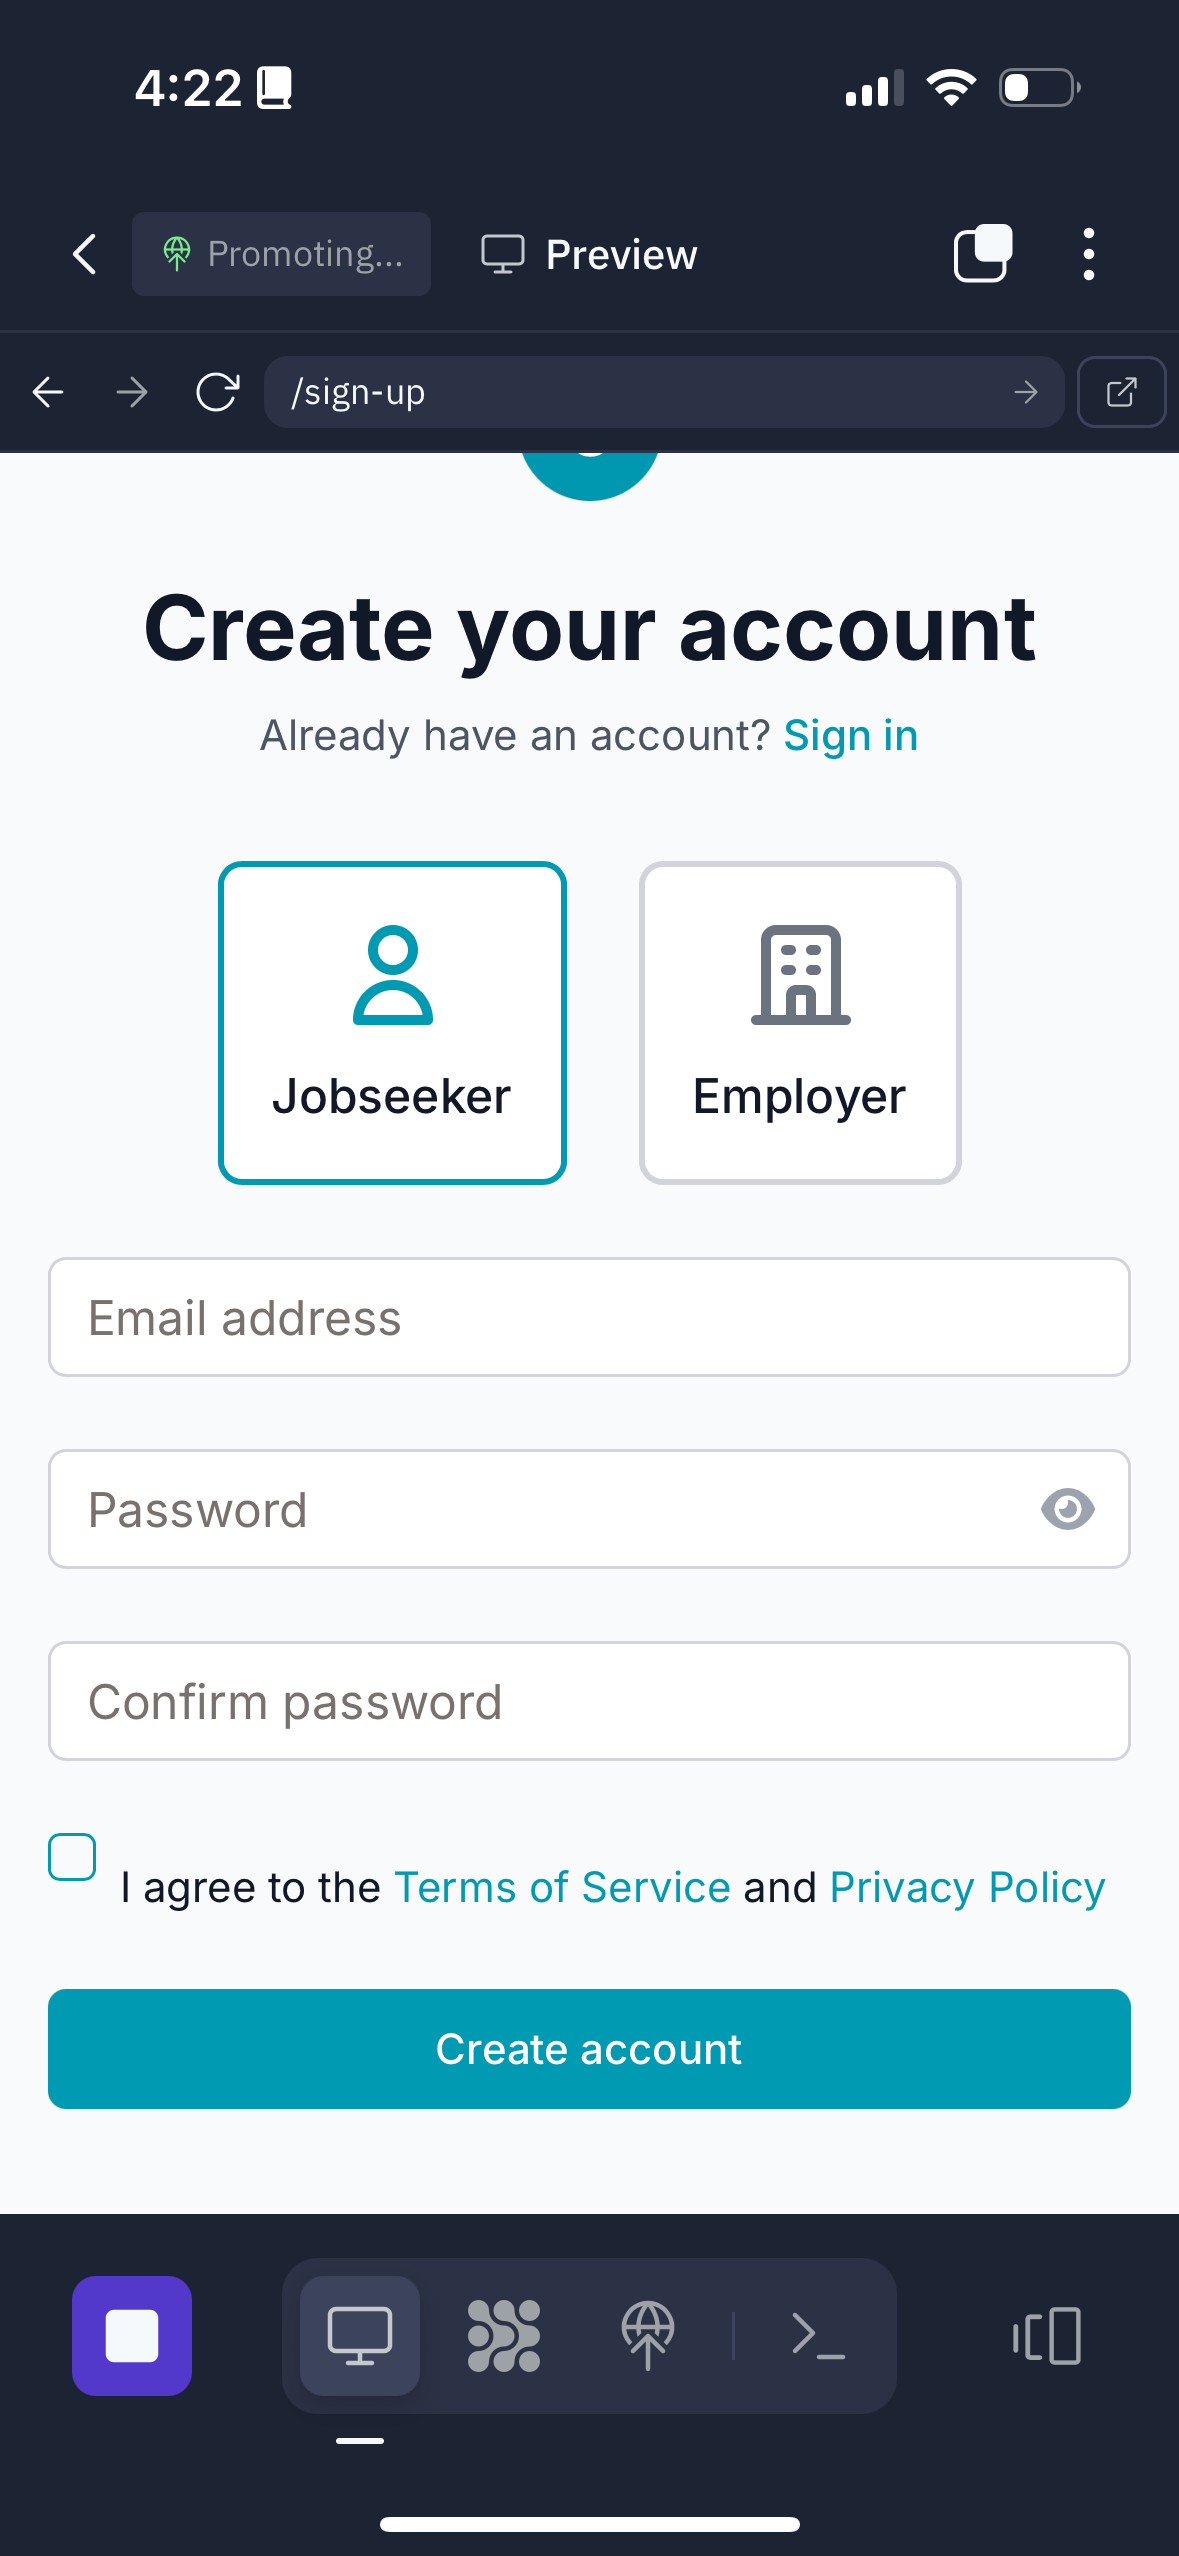 4:22
Promoting...
Preview
/sign-up
Create your account
Already have an account? Sign in
Jobseeker
Employer
Email address
Password
Confirm password
I agree to the Terms of Service and Privacy Policy
Create account